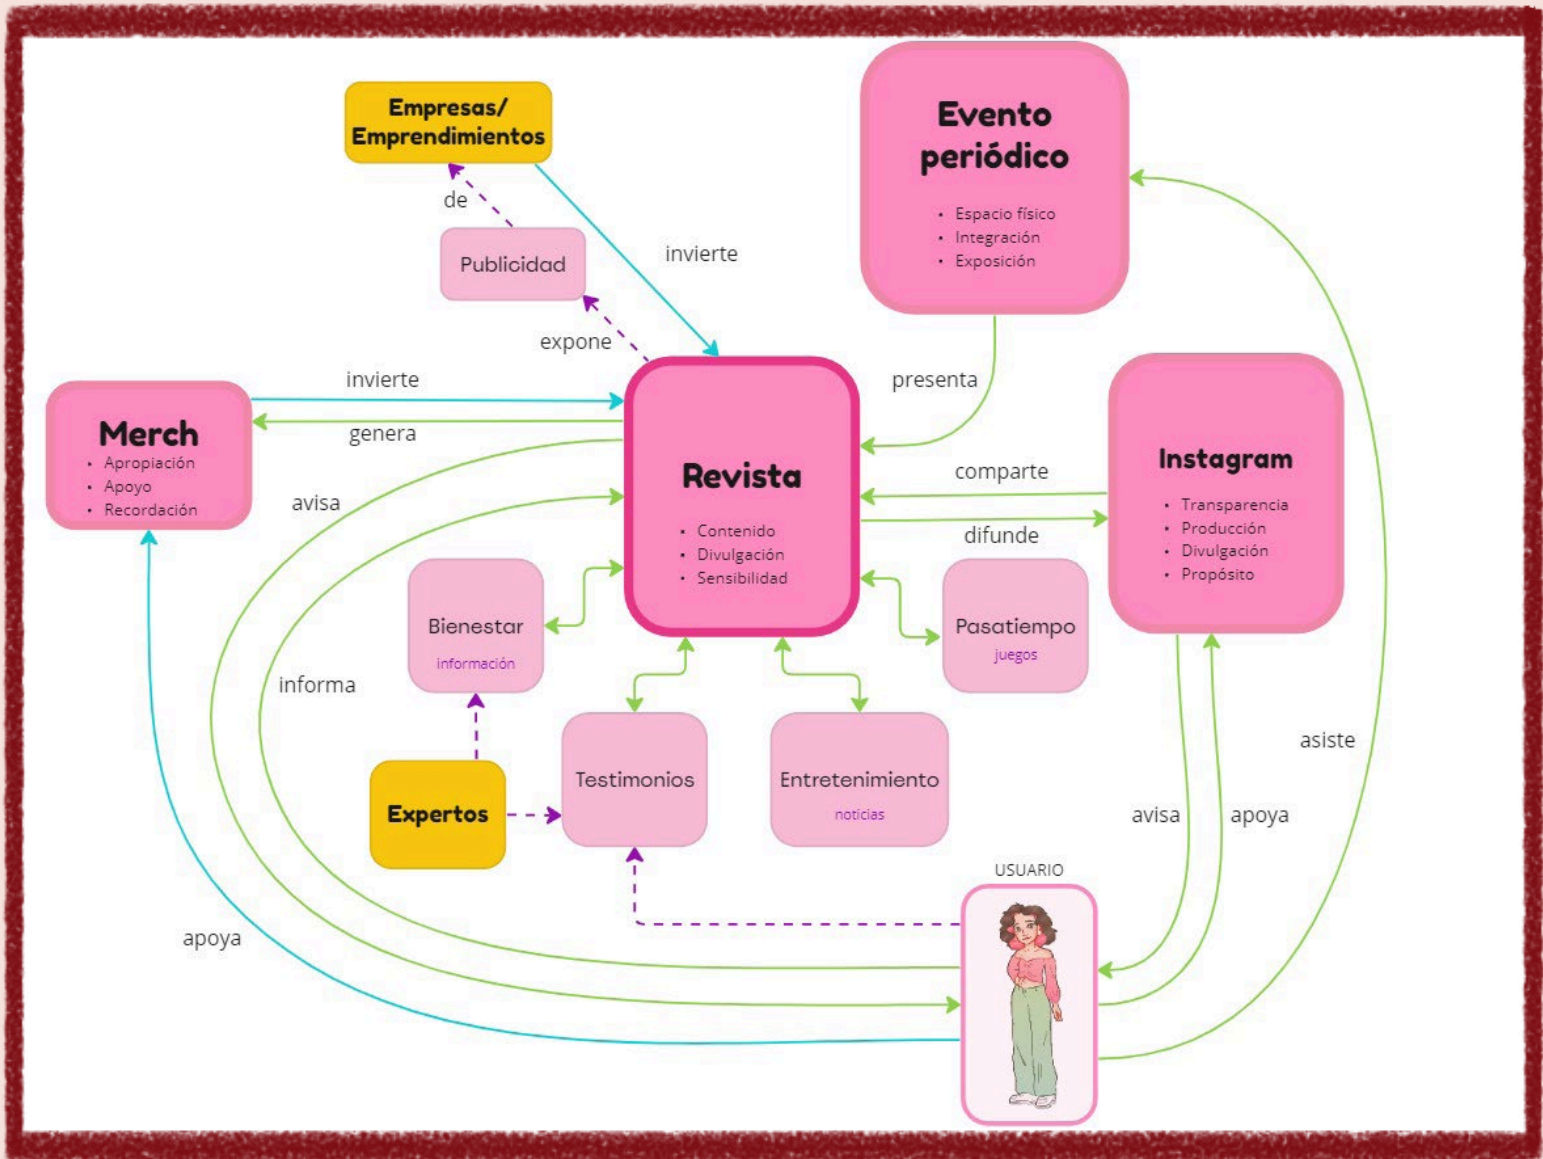 Empresas/
Emprendimientos
de
Publicidad
invierte
expone
Evento
periódico
• Espacio físico
• Integración
• Exposición
presenta
invierte
genera
Merch
• Apropiación
• Apoyo
• Recordación
avisa
Revista
• Contenido
• Divulgación
• Sensibilidad
comparte
difunde
Instagram
• Transparencia
• Producción
• Divulgación
• Propósito
Bienestar
información
Pasatiempo
juegos
informa
Testimonios
Entretenimiento
noticias
Expertos
asiste
avisa
apoya
USUARIO
apoya